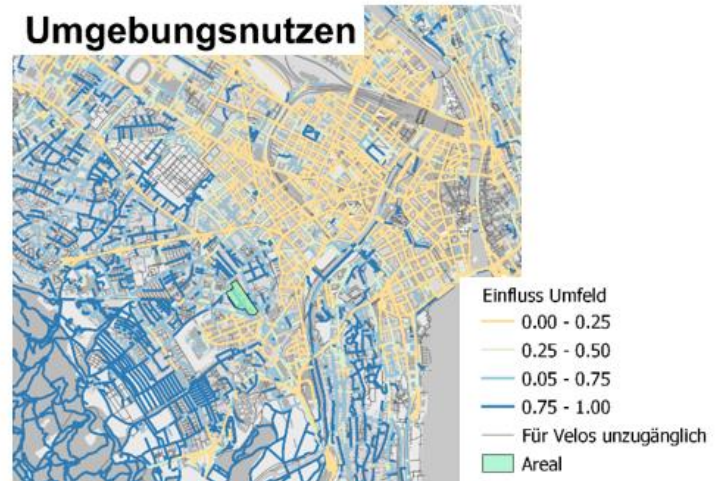 Umgebungsnutzen
Einfluss Umfeld
0.00 - 0.25
0.25 - 0.50
0.05 - 0.75
0.75 - 1.00
Für Velos unzugänglich
Areal